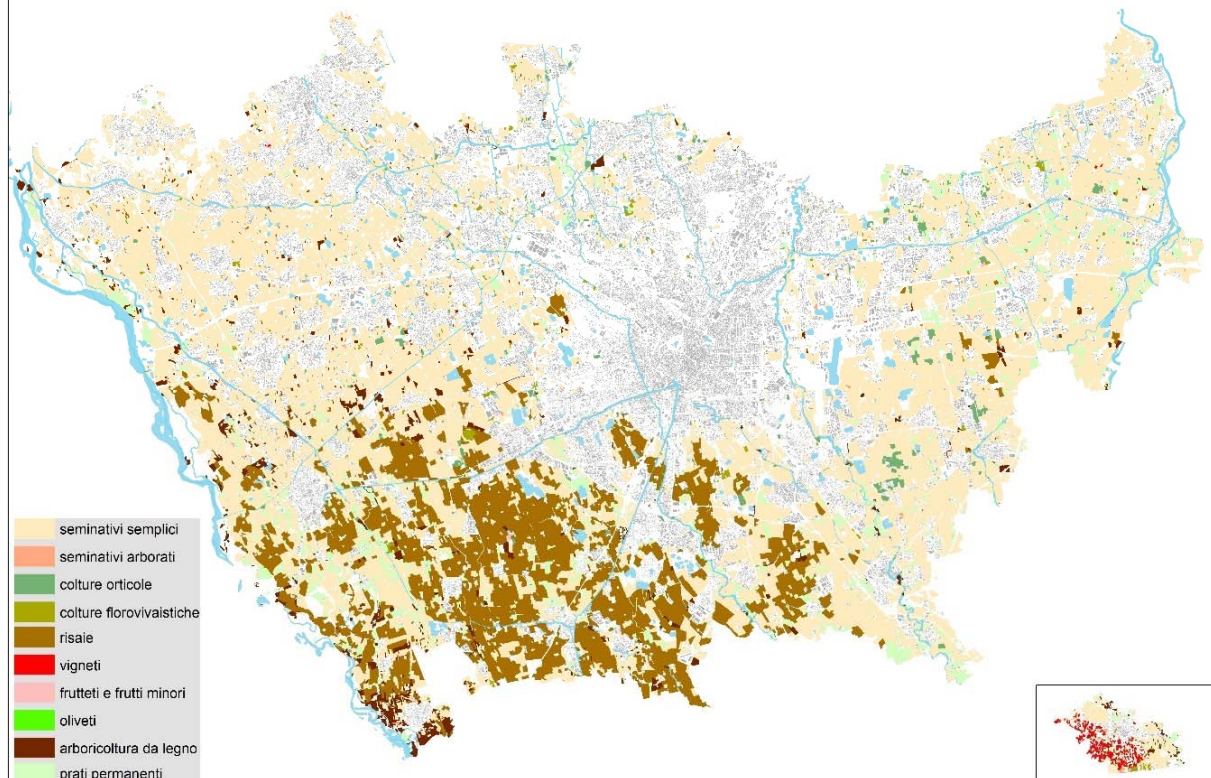 seminativi semplici
seminativi arborati
colture orticole
colture florovivaistiche
risaie
vigneti
frutteti e frutti minori
oliveti
arboricoltura da legno
prati permanenti